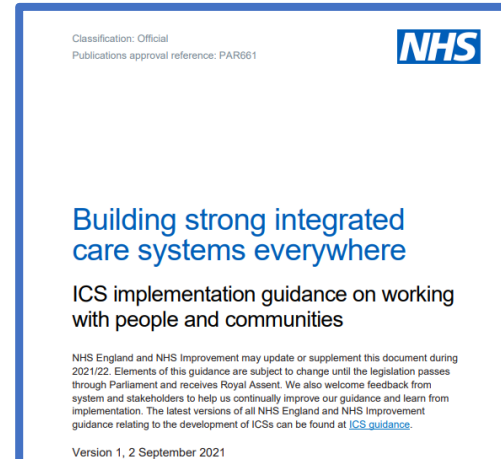 Classification: Official
Publications approval reference: PAR661
NHS
Building strong integrated
care systems everywhere
ICS implementation guidance on working
with people and communities
NHS England and NHS Improvement may update or supplement this document during
2021/22. Elements of this guidance are subject to change until the legislation passes
through Parliament and receives Royal Assent. We also welcome feedback from
system and stakeholders to help us continually improve our guidance and learn from
implementation. The latest versions of all NHS England and NHS Improvement
guidance relating to the development of ICSs can be found at ICS guidance.
Version 1, 2 September 2021